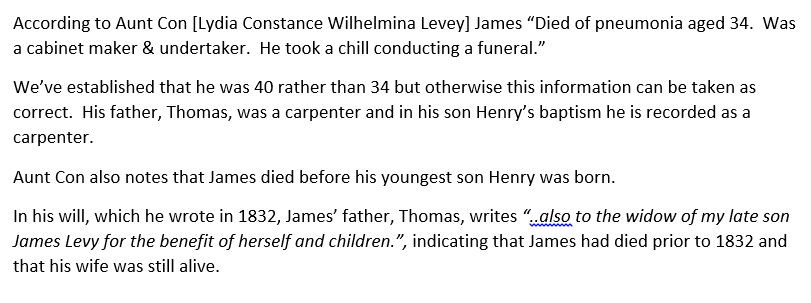 According to Aunt Con [Lydia Constance Wilhelmina Levey] James “Died of pneumonia aged 34.  Was
a cabinet maker & undertaker.  He took a chill conducting a funeral.”
We’ve established that he was 40 rather than 34 but otherwise this information can be taken as
correct.  His father, Thomas, was a carpenter and in his son Henry’s baptism he is recorded as a
carpenter.
Aunt Con also notes that James died before his youngest son Henry was born.
In his will, which he wrote in 1832, James’ father, Thomas, writes “..also to the widow of my late son
James Levy for the benefit of herself and children.”, indicating that James had died prior to 1832 and
that his wife was still alive.